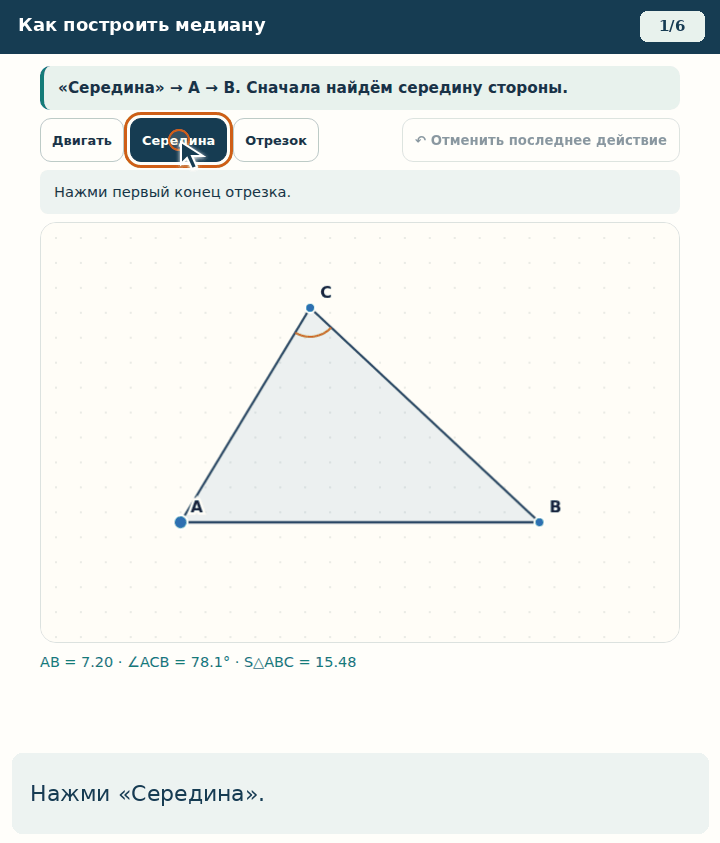 Как построить медиану
1/6
«Середина» → A → B. Сначала найдём середину стороны.
Двигать
Середина
Отрезок
↶ Отменить последнее действие
Нажми первый конец отрезка.
C
A
B
AB = 7.20 · ∠ACB = 78.1° · S△ABC = 15.48
Нажми «Середина».